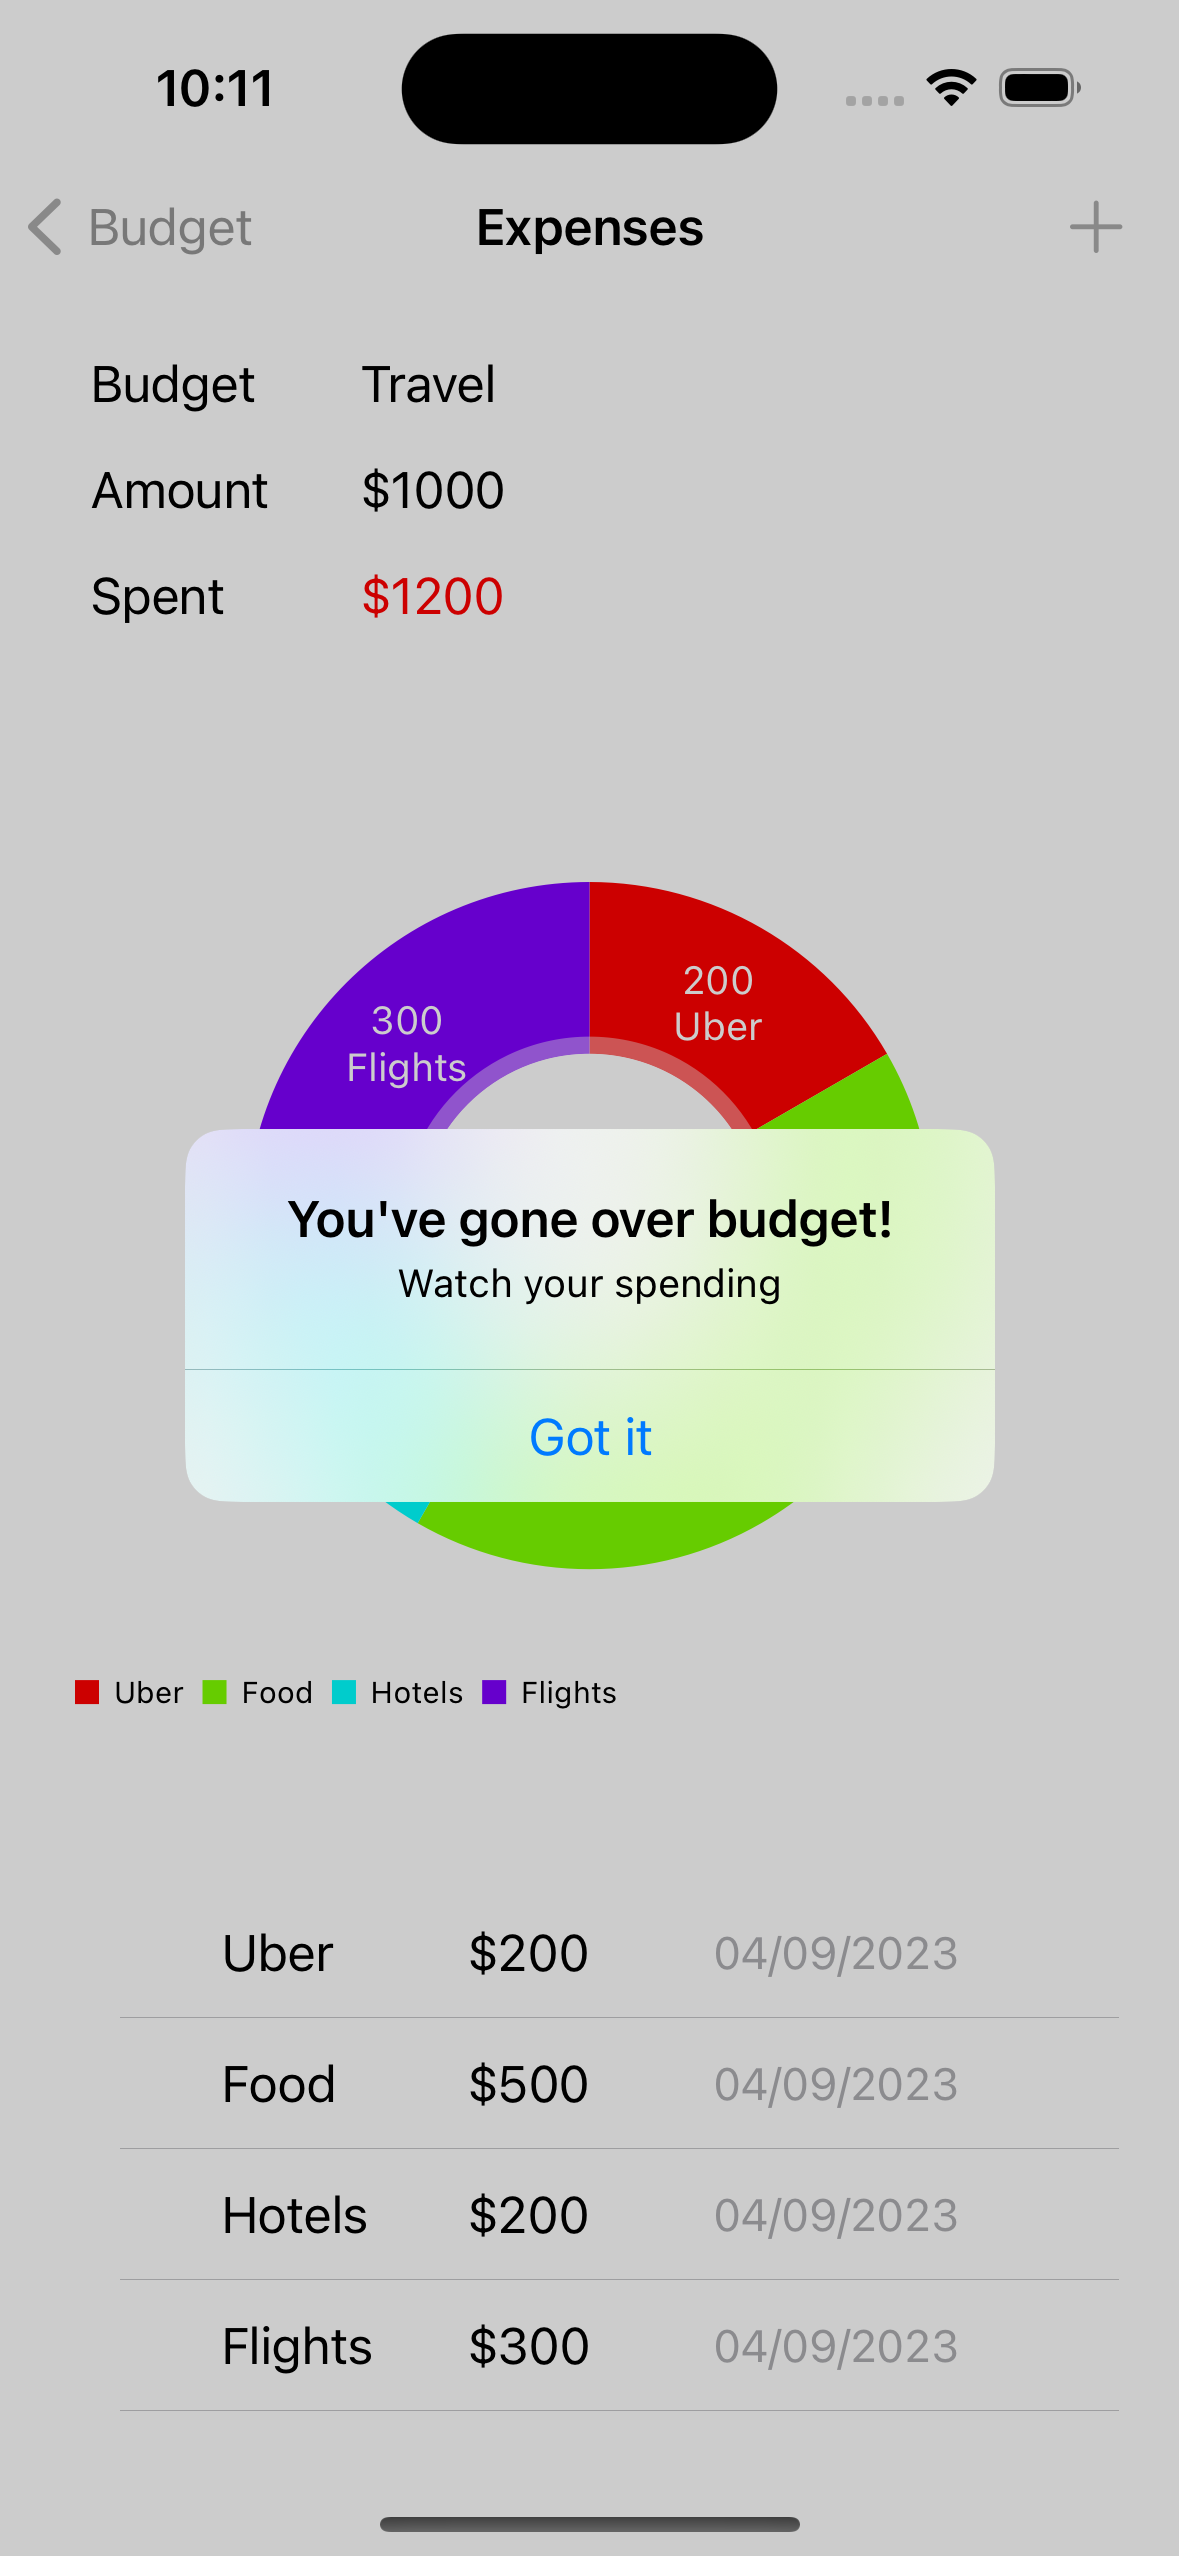 10:11
Budget Expenses
Budget Travel
Amount $1000
Spent $1200
200
Uber
300
Flights
You've gone over budget!
Watch your spending
Got it
Uber Food Hotels Flights
Uber $200 04/09/2023
Food $500 04/09/2023
Hotels $200 04/09/2023
Flights $300 04/09/2023